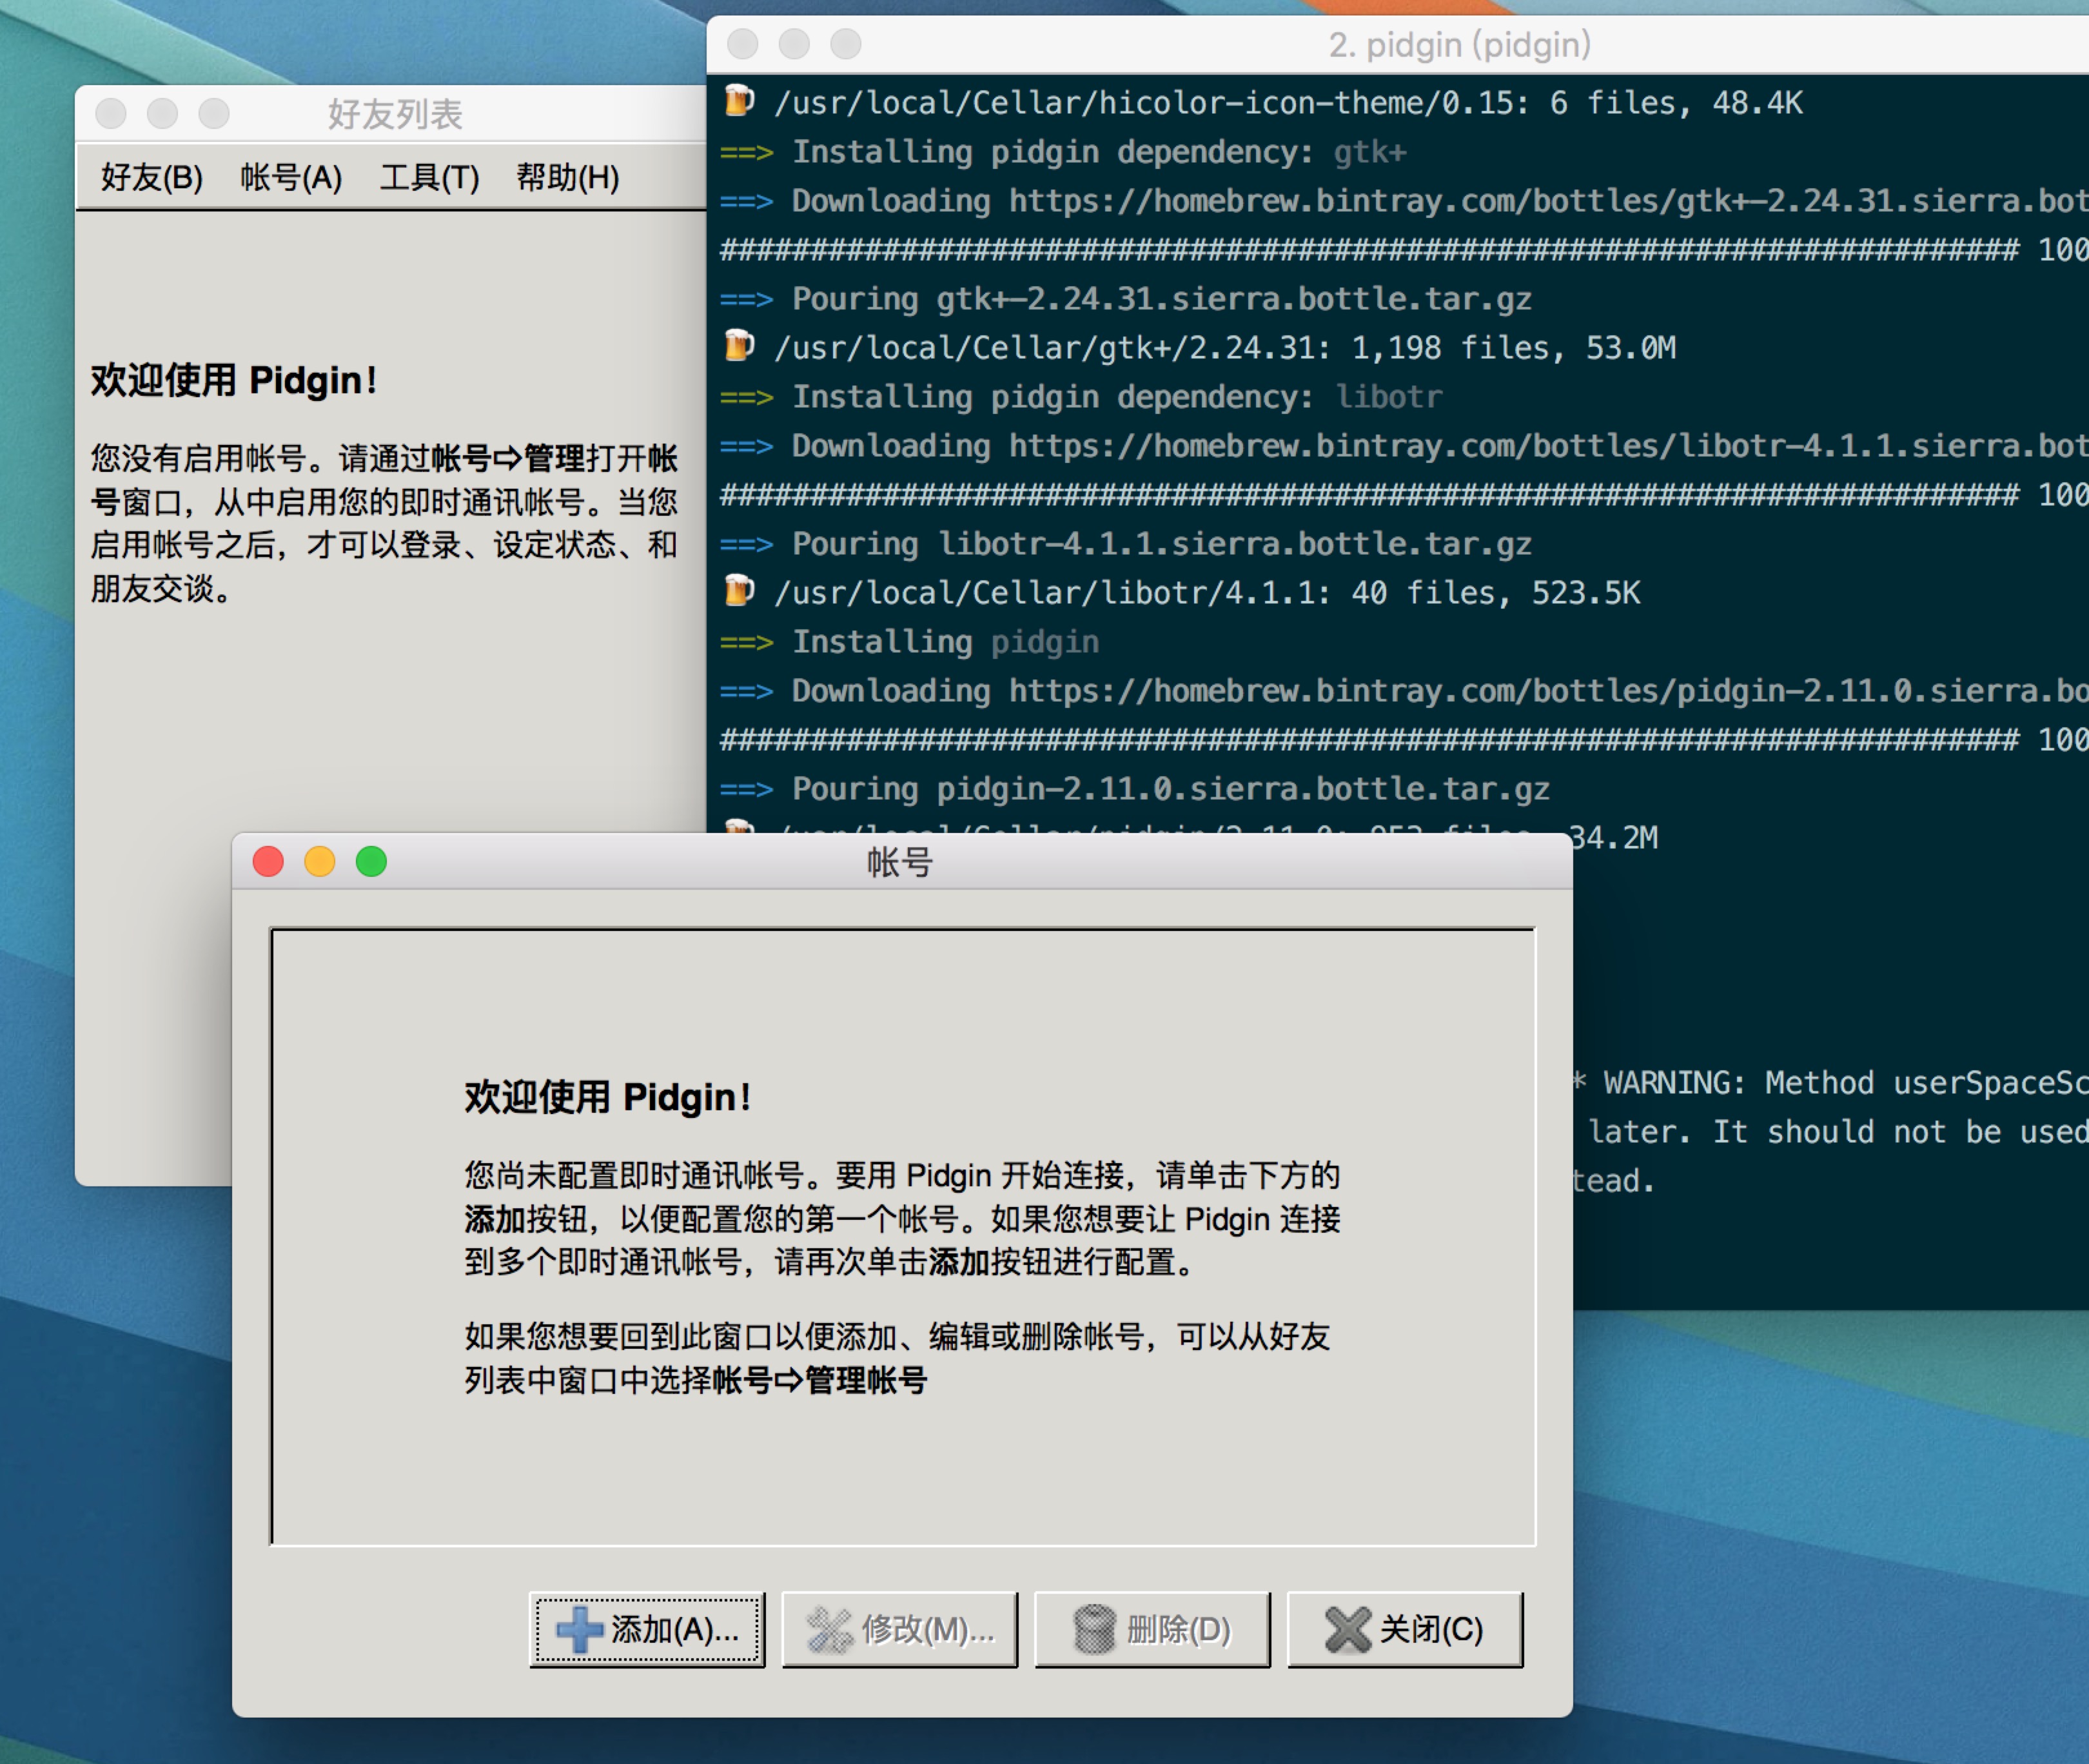 好友列表
好友(B) 帐号(A) 工具(T) 帮助(H)
欢迎使用 Pidgin！
您没有启用帐号。请通过帐号⇨管理打开帐
号窗口，从中启用您的即时通讯帐号。当您
启用帐号之后，才可以登录、设定状态、和
朋友交谈。
2. pidgin (pidgin)
🍺 /usr/local/Cellar/hicolor-icon-theme/0.15: 6 files, 48.4K
==> Installing pidgin dependency: gtk+
==> Downloading https://homebrew.bintray.com/bottles/gtk+-2.24.31.sierra.bot
######################################################################## 100
==> Pouring gtk+-2.24.31.sierra.bottle.tar.gz
🍺 /usr/local/Cellar/gtk+/2.24.31: 1,198 files, 53.0M
==> Installing pidgin dependency: libotr
==> Downloading https://homebrew.bintray.com/bottles/libotr-4.1.1.sierra.bot
######################################################################## 100
==> Pouring libotr-4.1.1.sierra.bottle.tar.gz
🍺 /usr/local/Cellar/libotr/4.1.1: 40 files, 523.5K
==> Installing pidgin
==> Downloading https://homebrew.bintray.com/bottles/pidgin-2.11.0.sierra.bo
######################################################################## 100
==> Pouring pidgin-2.11.0.sierra.bottle.tar.gz
🍺 /usr/local/Cellar/pidgin/2.11.0: 952 files, 34.2M
* WARNING: Method userSpaceSc
later. It should not be used
tead.
帐号
欢迎使用 Pidgin！
您尚未配置即时通讯帐号。要用 Pidgin 开始连接，请单击下方的
添加按钮，以便配置您的第一个帐号。如果您想要让 Pidgin 连接
到多个即时通讯帐号，请再次单击添加按钮进行配置。
如果您想要回到此窗口以便添加、编辑或删除帐号，可以从好友
列表中窗口中选择帐号⇨管理帐号
添加(A)... 修改(M)... 删除(D) 关闭(C)